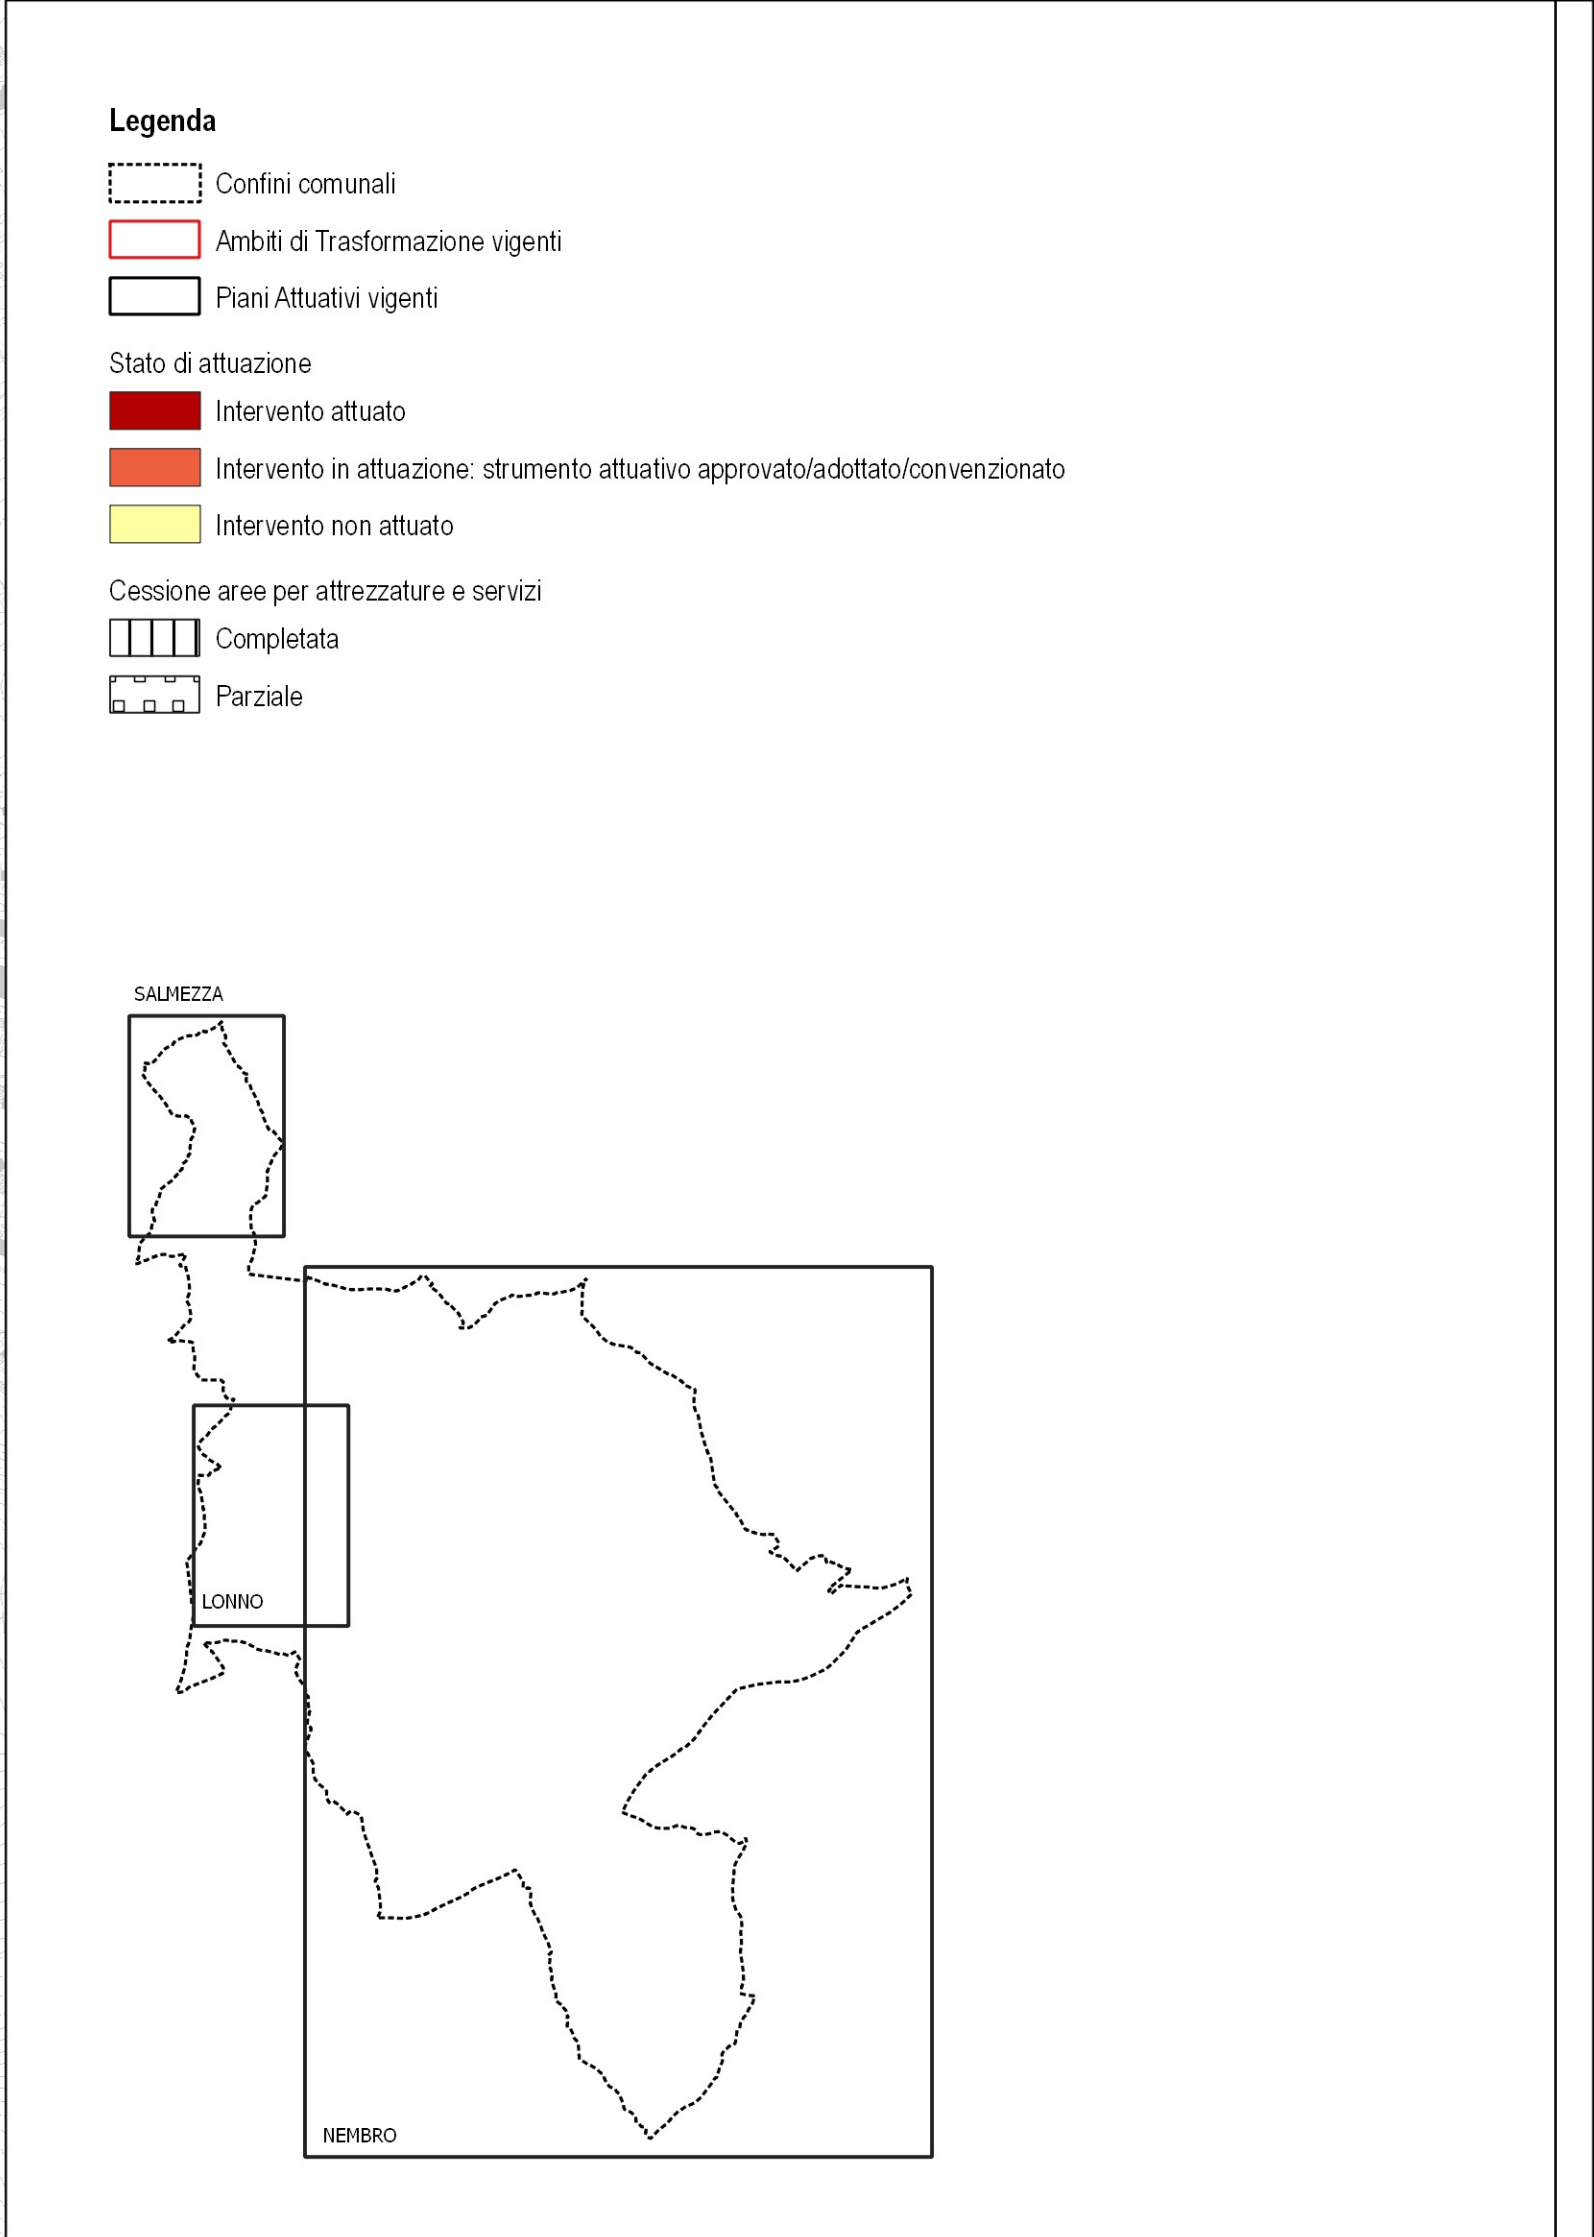 Legenda
Confini comunali
Ambiti di Trasformazione vigenti
Piani Attuativi vigenti
Stato di attuazione
Intervento attuato
Intervento in attuazione: strumento attuativo approvato/adottato/convenzionato
Intervento non attuato
Cessione aree per attrezzature e servizi
Completata
Parziale
SALMEZZA
LONNO
NEMBRO